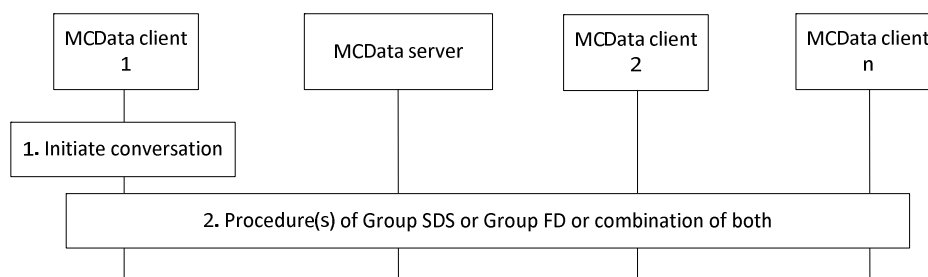 MCData client
1
MCData server
MCData client
2
MCData client
n
1. Initiate conversation
2. Procedure(s) of Group SDS or Group FD or combination of both